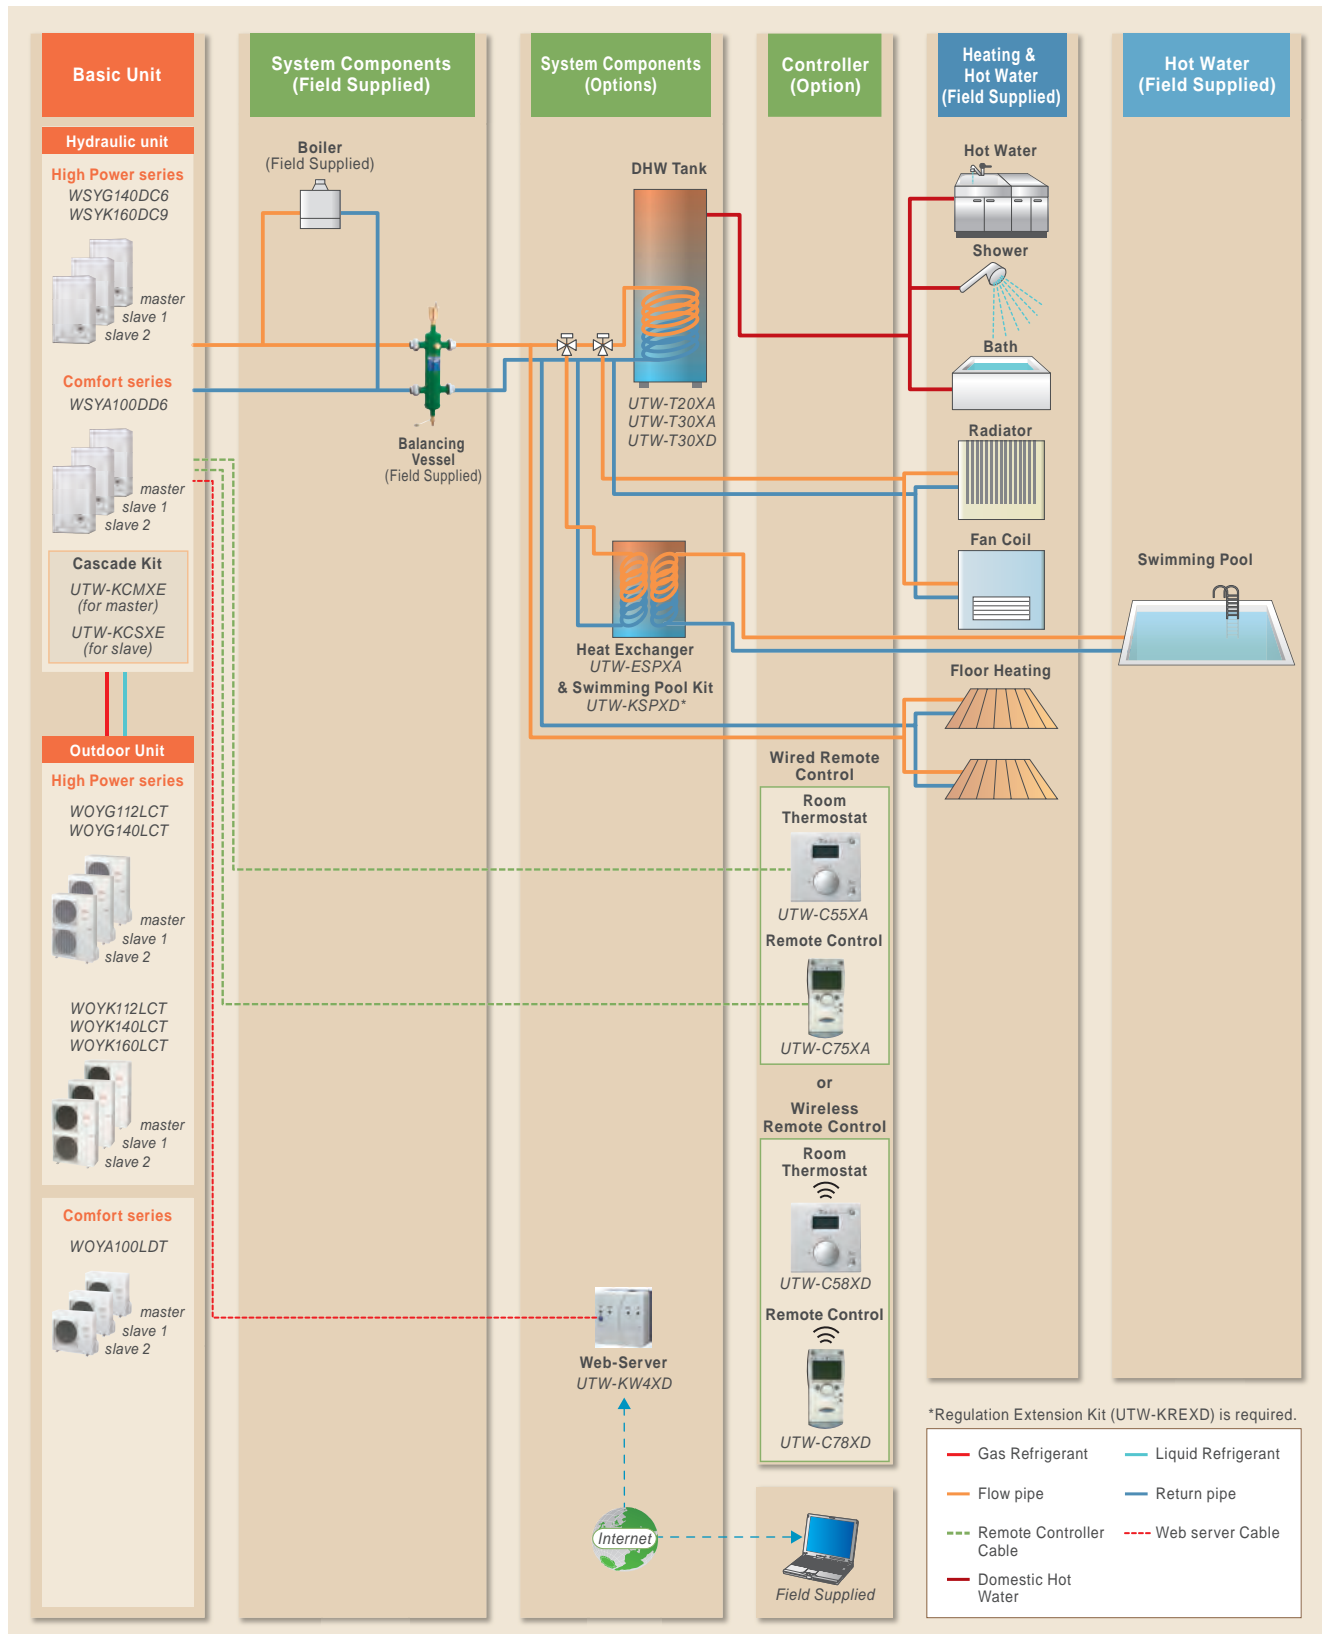 Basic Unit
System Components
(Field Supplied)
System Components
(Options)
Controller
(Option)
Heating &
Hot Water
(Field Supplied)
Hot Water
(Field Supplied)
Hydraulic unit
High Power series
WSYG140DC6
WSYK160DC9
master
slave 1
slave 2
Comfort series
WSYA100DD6
master
slave 1
slave 2
Cascade Kit
UTW-KCMXE
(for master)
UTW-KCSXE
(for slave)
Outdoor Unit
High Power series
WOYG112LCT
WOYG140LCT
master
slave 1
slave 2
WOYK112LCT
WOYK140LCT
WOYK160LCT
master
slave 1
slave 2
Comfort series
WOYA100LDT
master
slave 1
slave 2
Boiler
(Field Supplied)
Balancing
Vessel
(Field Supplied)
DHW Tank
UTW-T20XA
UTW-T30XA
UTW-T30XD
Heat Exchanger
UTW-ESPXA
& Swimming Pool Kit
UTW-KSPXD*
Web-Server
UTW-KW4XD
Internet
Wired Remote
Control
Room
Thermostat
UTW-C55XA
Remote Control
UTW-C75XA
or
Wireless
Remote Control
Room
Thermostat
UTW-C58XD
Remote Control
UTW-C78XD
Field Supplied
Hot Water
Shower
Bath
Radiator
Fan Coil
Floor Heating
Swimming Pool
*Regulation Extension Kit (UTW-KREXD) is required.
Gas Refrigerant
Liquid Refrigerant
Flow pipe
Return pipe
Remote Controller
Cable
Web server Cable
Domestic Hot
Water